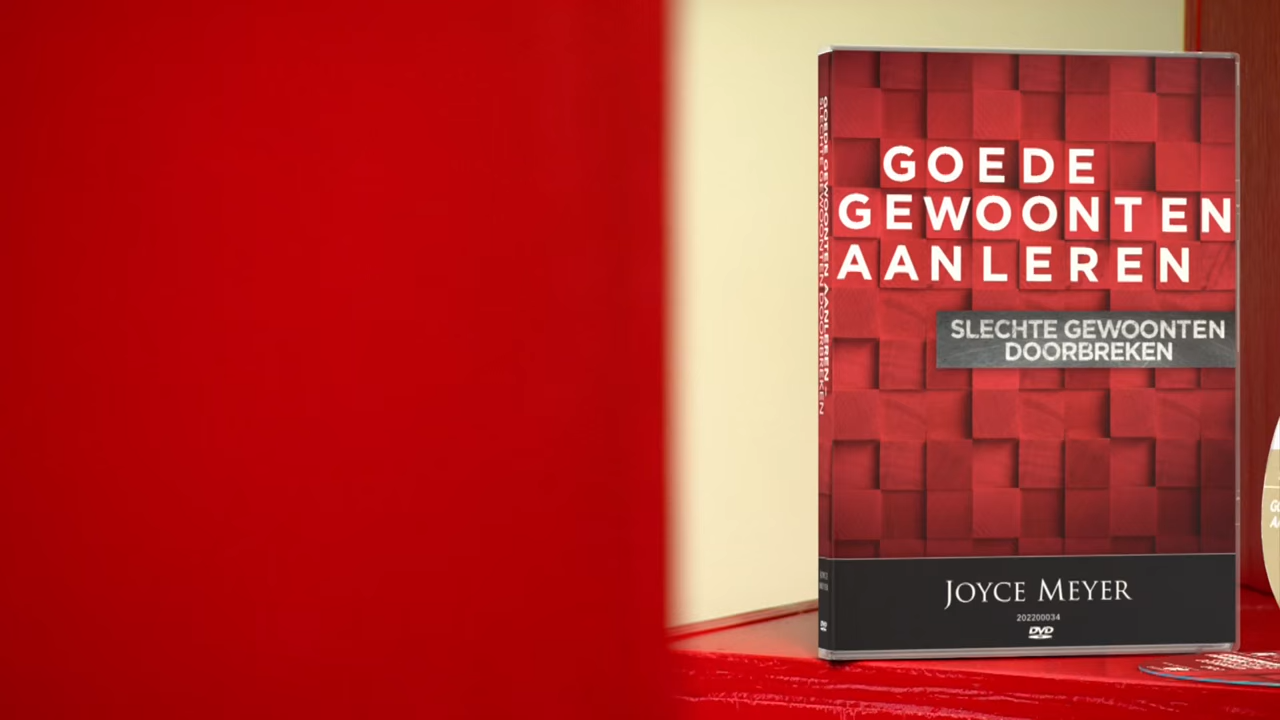 GOEDE
GEWOONTEN
AANLEREN
SLECHTE GEWOONTEN
DOORBREKEN
JOYCE MEYER
202200034
DVD
GOEDE GEWOONTEN AANLEREN -
SLECHTE GEWOONTEN DOORBREKEN